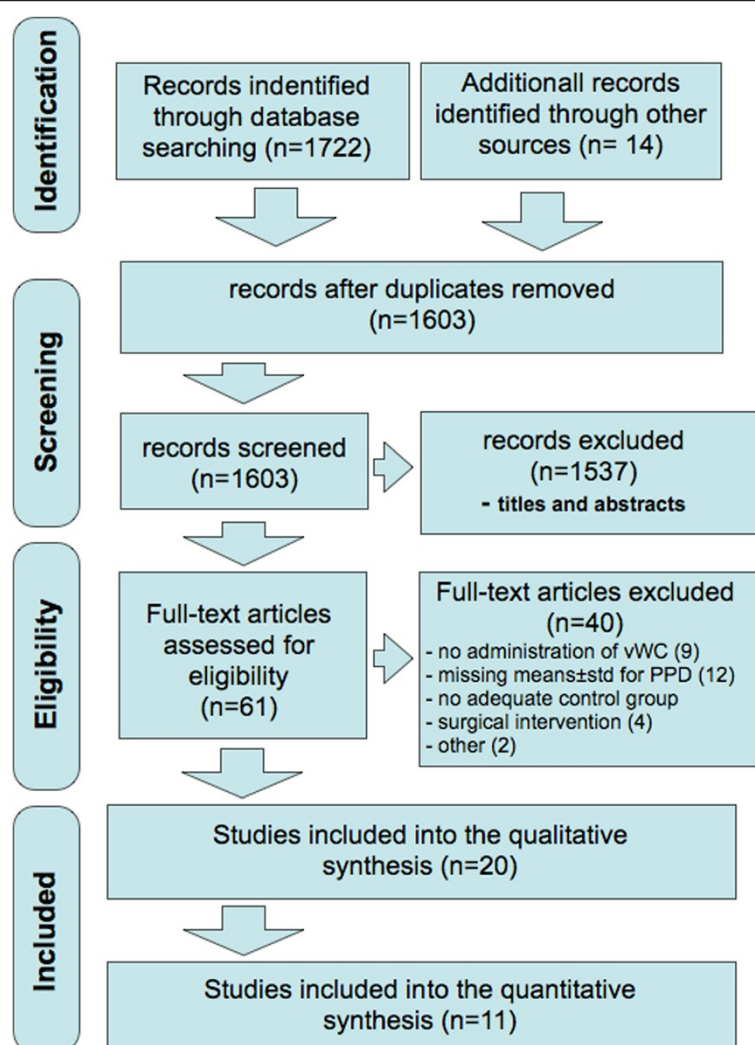 Identification
Records indentified
through database
searching (n=1722)
Additionall records
identified through other
sources (n= 14)
Screening
records after duplicates removed
(n=1603)
records screened
(n=1603)
records excluded
(n=1537)
- titles and abstracts
Eligibility
Full-text articles
assessed for
eligibility
(n=61)
Full-text articles excluded
(n=40)
- no administration of vWC (9)
- missing means±std for PPD (12)
- no adequate control group
- surgical intervention (4)
- other (2)
Included
Studies included into the qualitative
synthesis (n=20)
Studies included into the quantitative
synthesis (n=11)